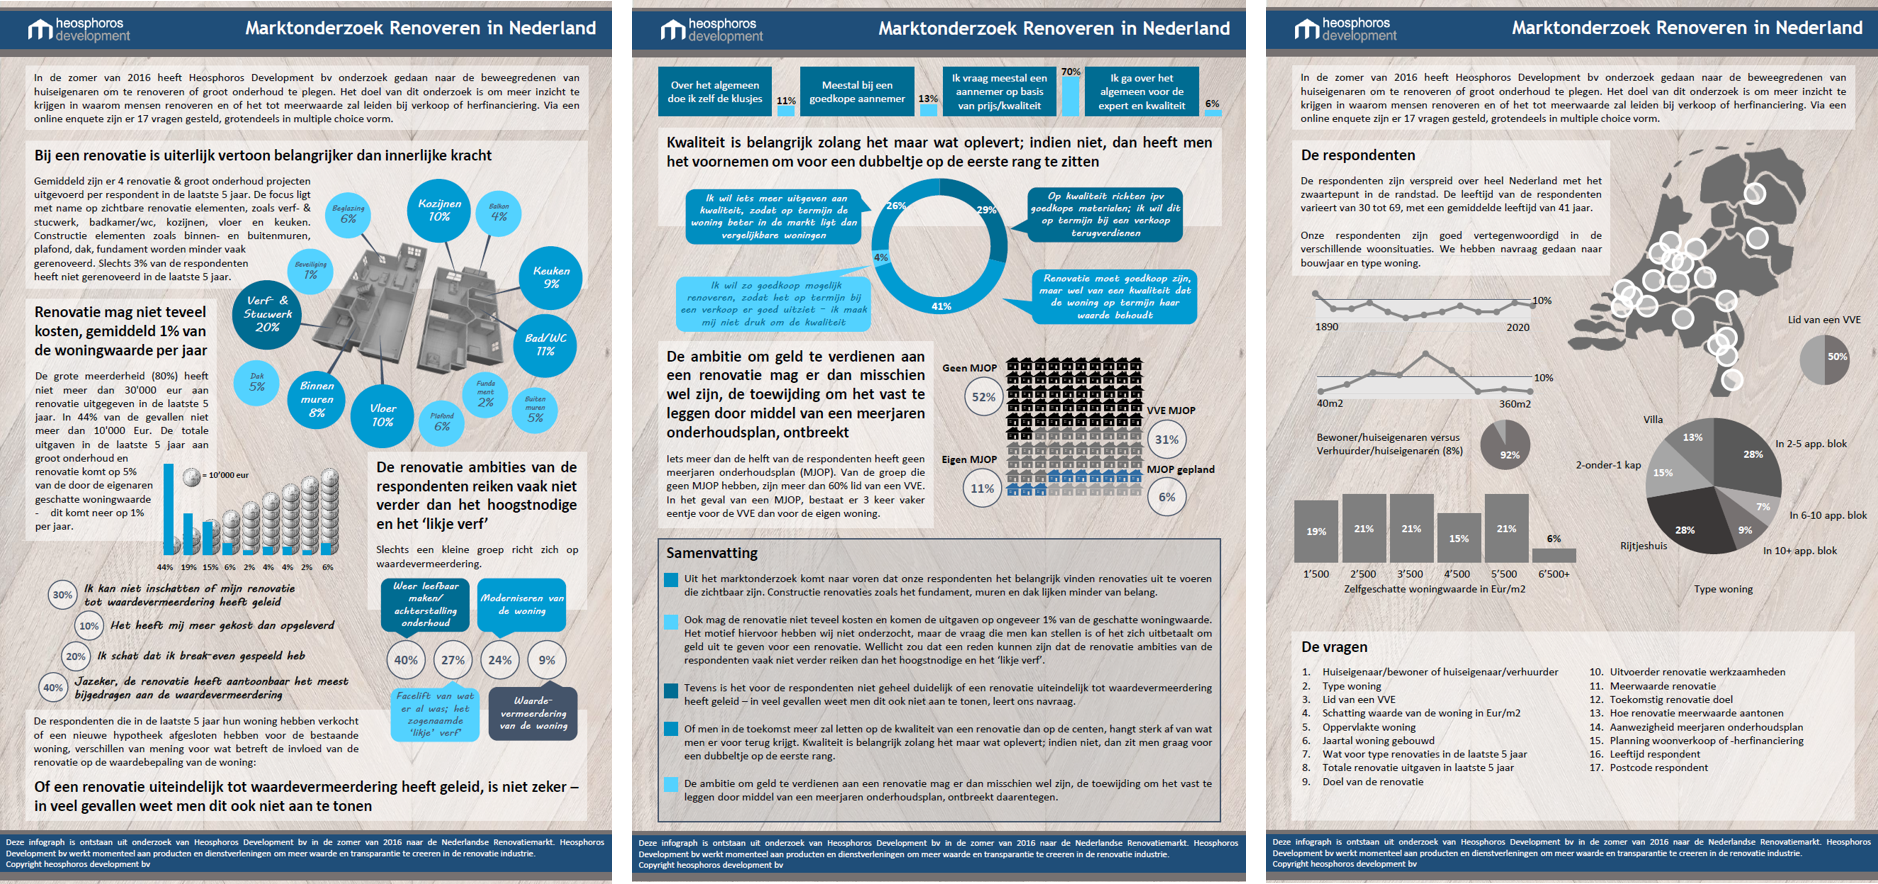 heosphoros
development
Marktonderzoek Renoveren in Nederland
In de zomer van 2016 heeft Heosphoros Development bv onderzoek gedaan naar de beweegredenen van
huiseigenaren om te renoveren of groot onderhoud te plegen. Het doel van dit onderzoek is om meer inzicht te
krijgen in waarom mensen renoveren en of het tot meerwaarde zal leiden bij verkoop of herfinanciering. Via een
online enquete zijn er 17 vragen gesteld, grotendeels in multiple choice vorm.
Bij een renovatie is uiterlijk vertoon belangrijker dan innerlijke kracht
Gemiddeld zijn er 4 renovatie & groot onderhoud projecten
uitgevoerd per respondent in de laatste 5 jaar. De focus ligt
met name op zichtbare renovatie elementen, zoals verf- &
stucwerk, badkamer/wc, kozijnen, vloer en keuken.
Constructie elementen zoals binnen- en buitenmuren,
plafond, dak, fundament worden minder vaak
gerenoveerd. Slechts 3% van de respondenten
heeft niet gerenoveerd in de laatste 5 jaar.
Beglazing
6%
Kozijnen
10%
Balkon
4%
Beveiliging
1%
Keuken
9%
Verf- &
Stucwerk
20%
Bad/WC
11%
Dak
5%
Binnen
muren
8%
Vloer
10%
Plafond
6%
Funda
ment
2%
Buiten
muren
5%
Renovatie mag niet teveel
kosten, gemiddeld 1% van
de woningwaarde per jaar
De grote meerderheid (80%) heeft
niet meer dan 30'000 eur aan
renovatie uitgegeven in de laatste 5
jaar. In 44% van de gevallen niet
meer dan 10'000 Eur. De totale
uitgaven in de laatste 5 jaar aan
groot onderhoud en
renovatie komt op 5%
van de door de eigenaren
geschatte woningwaarde
- dit komt neer op 1%
per jaar.
= 10'000 eur
44% 19% 15% 6% 2% 4% 4% 2% 6%
De renovatie ambities van de
respondenten reiken vaak niet
verder dan het hoogstnodige
en het ‘likje verf’
Slechts een kleine groep richt zich op
waardevermeerdering.
Weer leefbaar
maken/
achterstallig
onderhoud
Moderniseren van
de woning
40% 27% 24% 9%
Facelift van wat
er al was; het
zogenaamde
'likje' verf'
Waarde-
vermeerdering
van de woning
30%
Ik kan niet inschatten of mijn renovatie
tot waardevermeerdering heeft geleid
10%
Het heeft mij meer gekost dan opgeleverd
20%
Ik schat dat ik break-even gespeeld heb
40%
Jazeker, de renovatie heeft aantoonbaar het meest
bijgedragen aan de waardevermeerdering
De respondenten die in de laatste 5 jaar hun woning hebben verkocht
of een nieuwe hypotheek afgesloten hebben voor de bestaande
woning, verschillen van mening voor wat betreft de invloed van de
renovatie op de waardebepaling van de woning:
Of een renovatie uiteindelijk tot waardevermeerdering heeft geleid, is niet zeker –
in veel gevallen weet men dit ook niet aan te tonen
Deze infograph is ontstaan uit onderzoek van Heosphoros Development bv in de zomer van 2016 naar de Nederlandse Renovatiemarkt. Heosphoros
Development bv werkt momenteel aan producten en dienstverleningen om meer waarde en transparantie te creeren in de renovatie industrie.
Copyright heosphoros development bv
heosphoros
development
Marktonderzoek Renoveren in Nederland
Over het algemeen
doe ik zelf de klusjes
11%
Meestal bij een
goedkope aannemer
13%
Ik vraag meestal een
aannemer op basis
van prijs/kwaliteit
70%
Ik ga over het
algemeen voor de
expert en kwaliteit
6%
Kwaliteit is belangrijk zolang het maar wat oplevert; indien niet, dan heeft men
het voornemen om voor een dubbeltje op de eerste rang te zitten
Ik wil iets meer uitgeven aan
kwaliteit, zodat op termijn de
woning beter in de markt ligt dan
vergelijkbare woningen
26%
29%
Op kwaliteit richten ipv
goedkope materialen; ik wil dit
op termijn bij een verkoop
terugverdienen
4%
Ik wil zo goedkoop mogelijk
renoveren, zodat het op termijn bij
een verkoop er goed uitziet – ik maak
mij niet druk om de kwaliteit
41%
Renovatie moet goedkoop zijn,
maar wel van een kwaliteit dat
de woning op termijn haar
waarde behoudt
De ambitie om geld te verdienen aan
een renovatie mag er dan misschien
wel zijn, de toewijding om het vast te
leggen door middel van een meerjaren
onderhoudsplan, ontbreekt
Iets meer dan de helft van de respondenten heeft geen
meerjaren onderhoudsplan (MJOP). Van de groep die
geen MJOP hebben, zijn meer dan 60% lid van een VVE.
In het geval van een MJOP, bestaat er 3 keer vaker
eentje voor de VVE dan voor de eigen woning.
Geen MJOP
52%
VVE MJOP
31%
Eigen MJOP
11%
MJOP gepland
6%
Samenvatting
Uit het marktonderzoek komt naar voren dat onze respondenten het belangrijk vinden renovaties uit te voeren
die zichtbaar zijn. Constructie renovaties zoals het fundament, muren en dak lijken minder van belang.
Ook mag de renovatie niet teveel kosten en komen de uitgaven op ongeveer 1% van de geschatte woningwaarde.
Het motief hiervoor hebben wij niet onderzocht, maar de vraag die men kan stellen is of het zich uitbetaalt om
geld uit te geven voor een renovatie. Wellicht zou dat een reden kunnen zijn dat de renovatie ambities van de
respondenten vaak niet verder reiken dan het hoogstnodige en het ‘likje verf’.
Tevens is het voor de respondenten niet geheel duidelijk of een renovatie uiteindelijk tot waardevermeerdering
heeft geleid – in veel gevallen weet men dit ook niet aan te tonen, leert ons navraag.
Of men in de toekomst meer zal letten op de kwaliteit van een renovatie dan op de centen, hangt sterk af van wat
men er voor terug krijgt. Kwaliteit is belangrijk zolang het maar wat oplevert; indien niet, dan zit men graag voor
een dubbeltje op de eerste rang.
De ambitie om geld te verdienen aan een renovatie mag er dan misschien wel zijn, de toewijding om het vast te
leggen door middel van een meerjaren onderhoudsplan, ontbreekt daarentegen.
Deze infograph is ontstaan uit onderzoek van Heosphoros Development bv in de zomer van 2016 naar de Nederlandse Renovatiemarkt. Heosphoros
Development bv werkt momenteel aan producten en dienstverleningen om meer waarde en transparantie te creeren in de renovatie industrie.
Copyright heosphoros development bv
heosphoros
development
Marktonderzoek Renoveren in Nederland
In de zomer van 2016 heeft Heosphoros Development bv onderzoek gedaan naar de beweegredenen van
huiseigenaren om te renoveren of groot onderhoud te plegen. Het doel van dit onderzoek is om meer inzicht te
krijgen in waarom mensen renoveren en of het tot meerwaarde zal leiden bij verkoop of herfinanciering. Via een
online enquete zijn er 17 vragen gesteld, grotendeels in multiple choice vorm.
De respondenten
De respondenten zijn verspreid over heel Nederland met het
zwaartepunt in de randstad. De leeftijd van de respondenten
varieert van 30 tot 69, met een gemiddelde leeftijd van 41 jaar.
Onze respondenten zijn goed vertegenwoordigd in de
verschillende woonsituaties. We hebben navraag gedaan naar
bouwjaar en type woning.
10%
1890 2020
10%
40m2 360m2
Lid van een VVE
50%
Bewoner/huiseigenaren versus
Verhuurder/huiseigenaren (8%)
92%
19% 21% 21% 15% 21% 6%
1'500 2'500 3'500 4'500 5'500 6'500+
Zelfgeschatte woningwaarde in Eur/m2
Villa
13%
In 2-5 app. blok
28%
2-onder-1 kap
15%
7%
In 6-10 app. blok
9%
In 10+ app. blok
28%
Rijtjeshuis
Type woning
De vragen
1. Huiseigenaar/bewoner of huiseigenaar/verhuurder
2. Type woning
3. Lid van een VVE
4. Schatting waarde van de woning in Eur/m2
5. Oppervlakte woning
6. Jaartal woning gebouwd
7. Wat voor type renovaties in de laatste 5 jaar
8. Totale renovatie uitgaven in laatste 5 jaar
9. Doel van de renovatie
10. Uitvoerder renovatie werkzaamheden
11. Meerwaarde renovatie
12. Toekomstig renovatie doel
13. Hoe renovatie meerwaarde aantonen
14. Aanwezigheid meerjaren onderhoudsplan
15. Planning woonverkoop of -herfinanciering
16. Leeftijd respondent
17. Postcode respondent
Deze infograph is ontstaan uit onderzoek van Heosphoros Development bv in de zomer van 2016 naar de Nederlandse Renovatiemarkt. Heosphoros
Development bv werkt momenteel aan producten en dienstverleningen om meer waarde en transparantie te creeren in de renovatie industrie.
Copyright heosphoros development bv